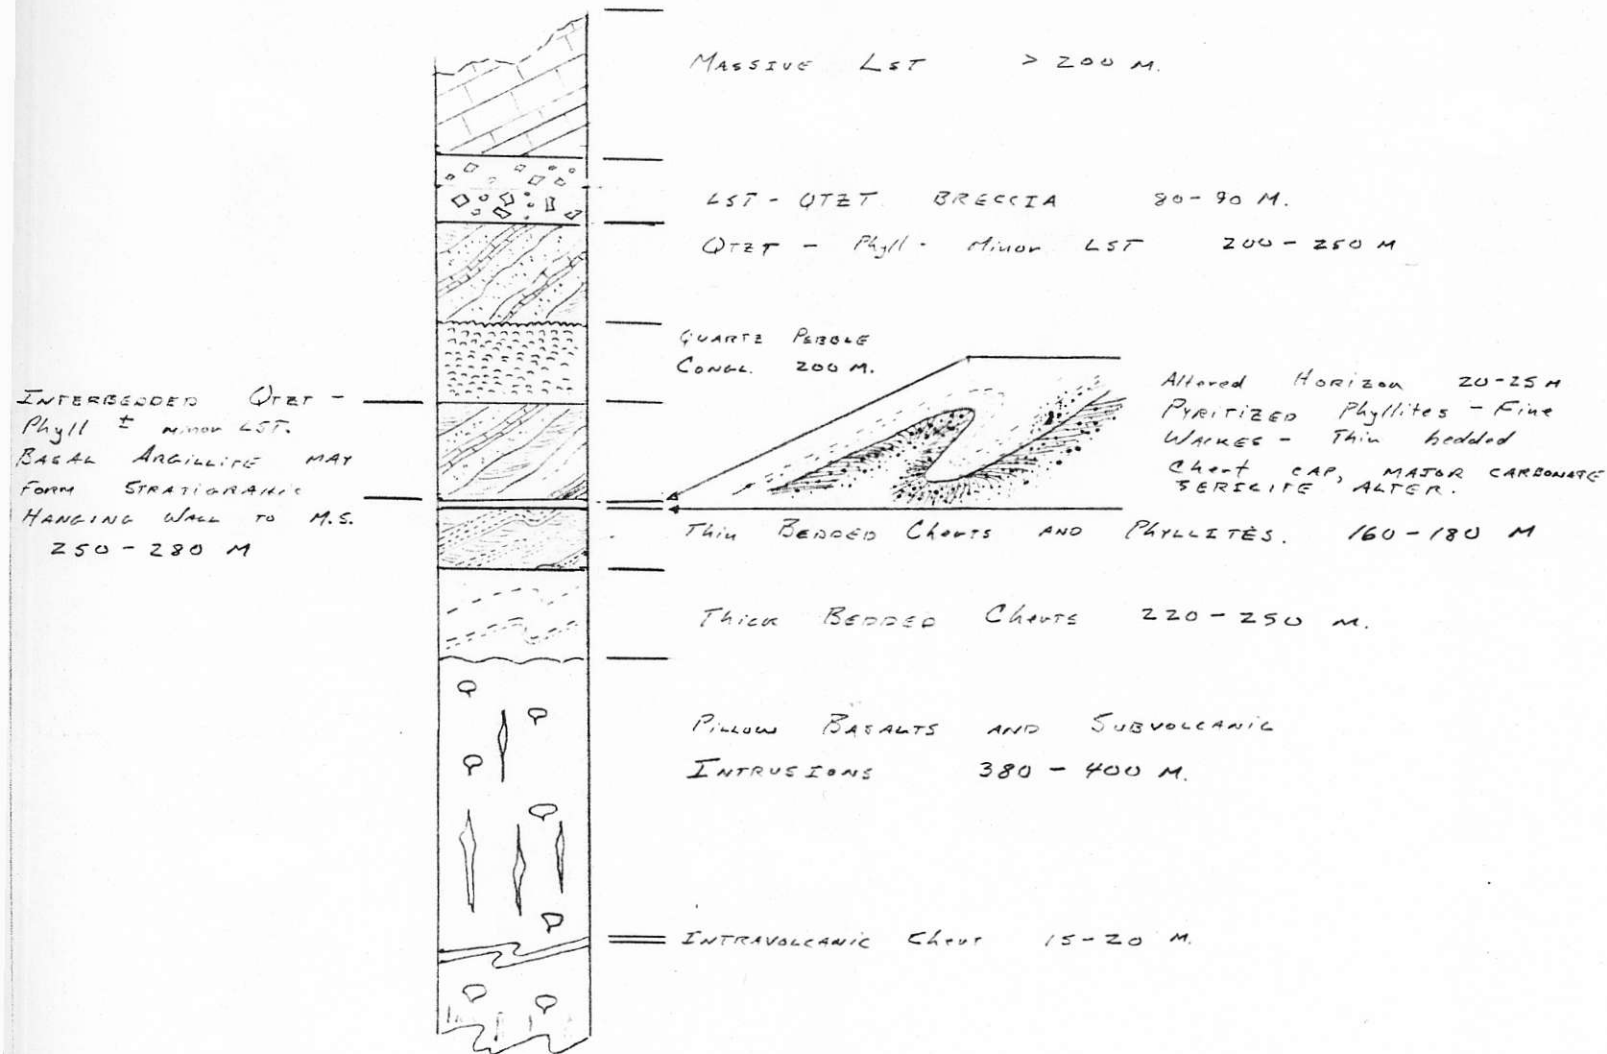 MASSIVE LST > 200 M.
LST - QTZT BRECCIA 80-90 M.
QTZT - Phyll - Minor LST 200 - 250 M
QUARTZ PEBBLE
CONGL. 200 M.
INTERBEDDED QTZT -
Phyll ± minor LST.
BASAL ARGILLITE MAY
FORM STRATIGRAPHIC
HANGING WALL TO M.S.
250 - 280 M
Altered Horizon 20-25 M
PYRITIZED Phyllites - Fine
WACKES - Thin bedded
Chert CAP, MAJOR CARBONATE
SERICITE ALTER.
Thin BEDDED Cherts AND PHYLLITES. 160-180 M
Thick BEDDED Cherts 220-250 M.
PILLOW BASALTS AND SUBVOLCANIC
INTRUSIONS 380 - 400 M.
INTRAVOLCANIC Chert 15-20 M.